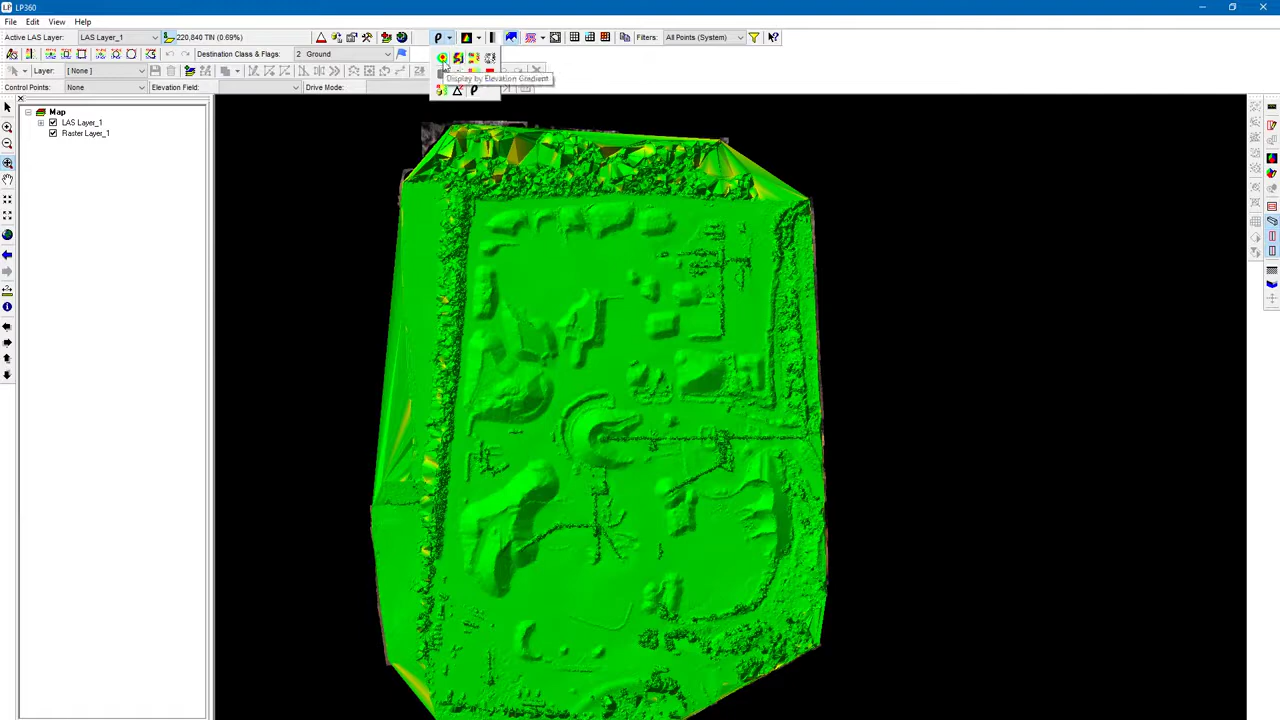 LP LP360
File Edit View Help
Active LAS Layer: LAS Layer_1 220,840 TIN (0.69%) ρ Filters: All Points (System)
Destination Class & Flags: 2 Ground
Layer: [ None ]
Display by Elevation Gradient
Control Points: [None] Elevation Field: Drive Mode: ρ
Map
LAS Layer_1
Raster Layer_1